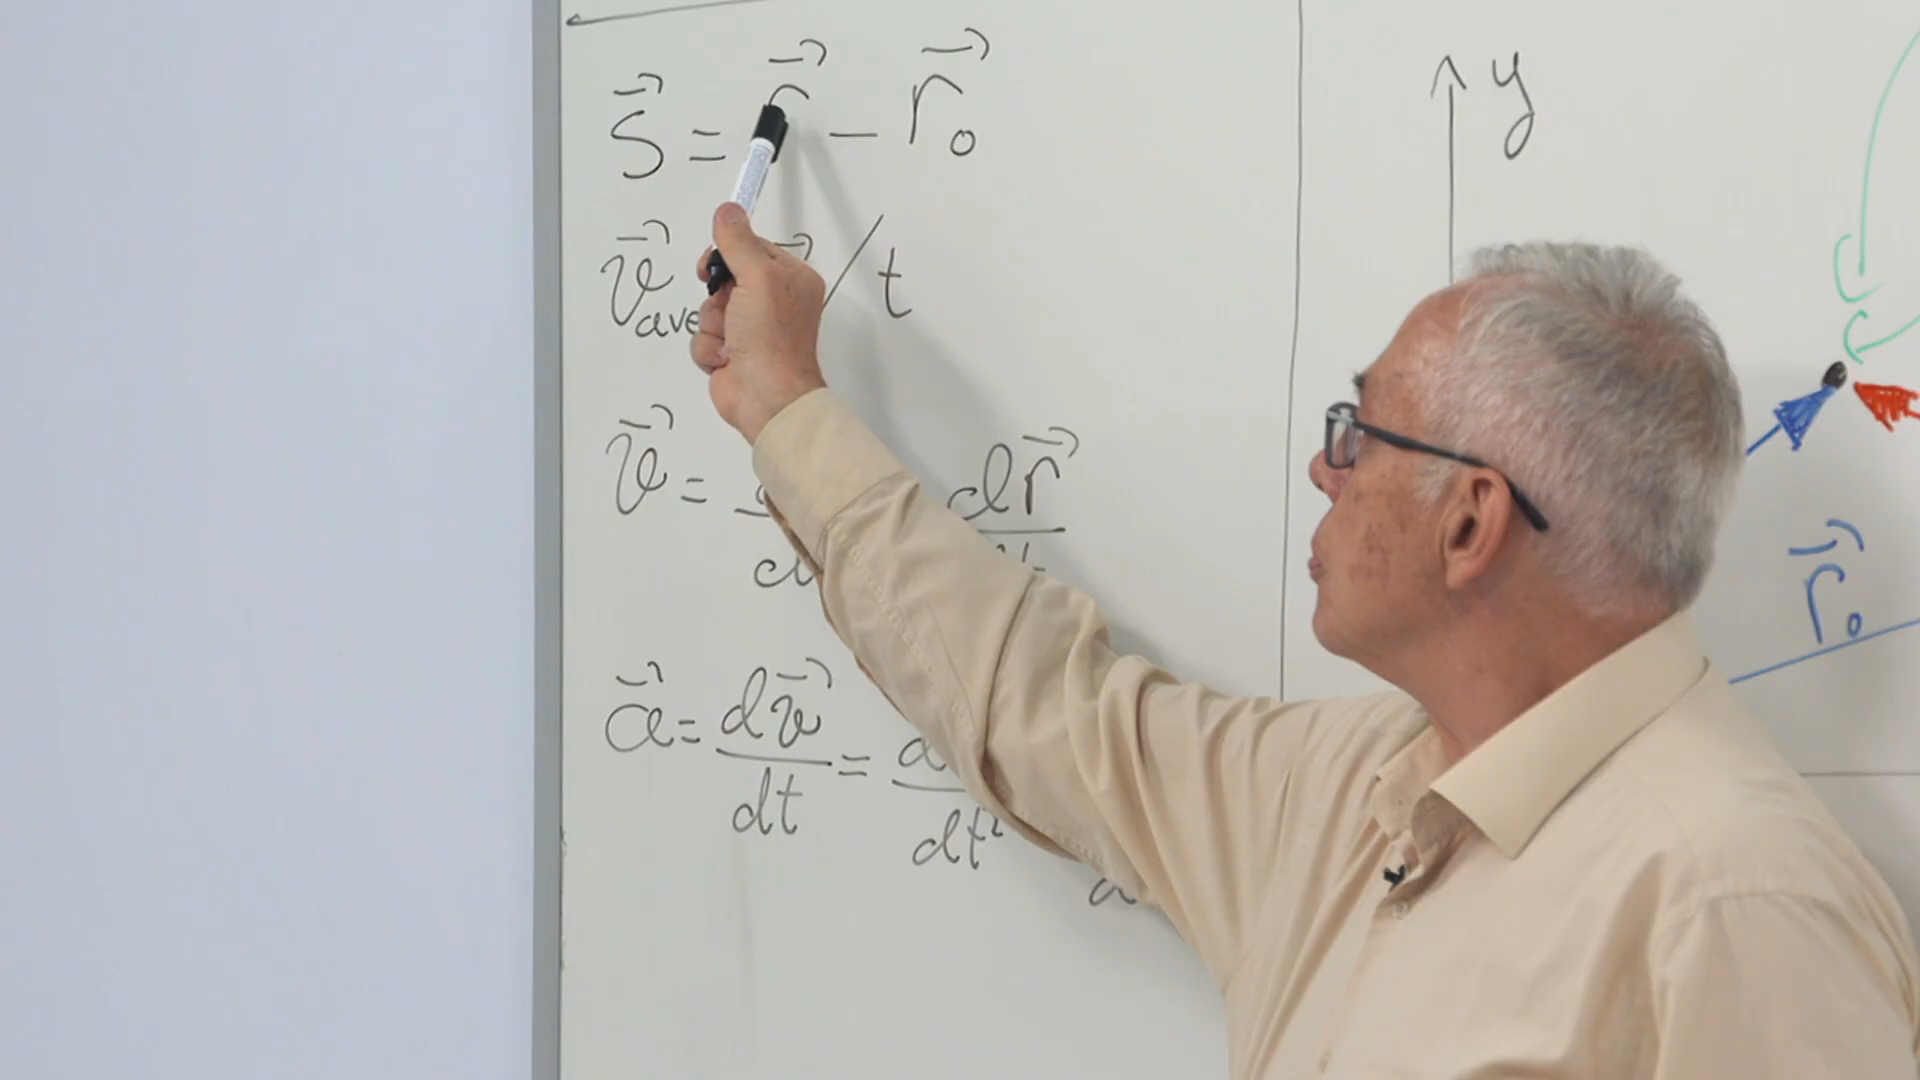 s⃗ = r⃗ − r⃗₀
v⃗ave / t
v⃗ = dr⃗
a⃗ = dv⃗/dt = d /dt²
a
y
r⃗₀